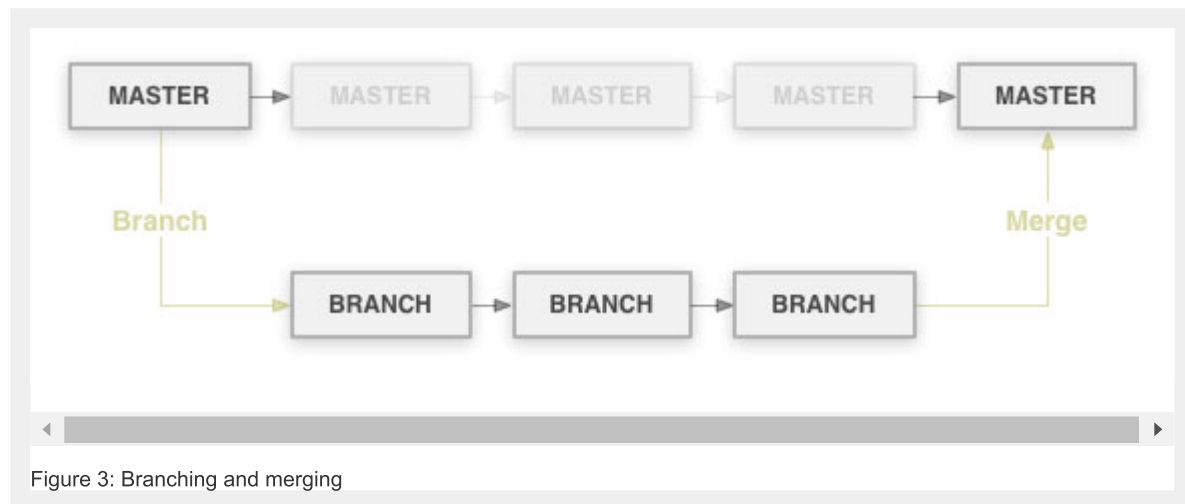 MASTER MASTER MASTER MASTER MASTER
Branch Merge
BRANCH BRANCH BRANCH
Figure 3: Branching and merging